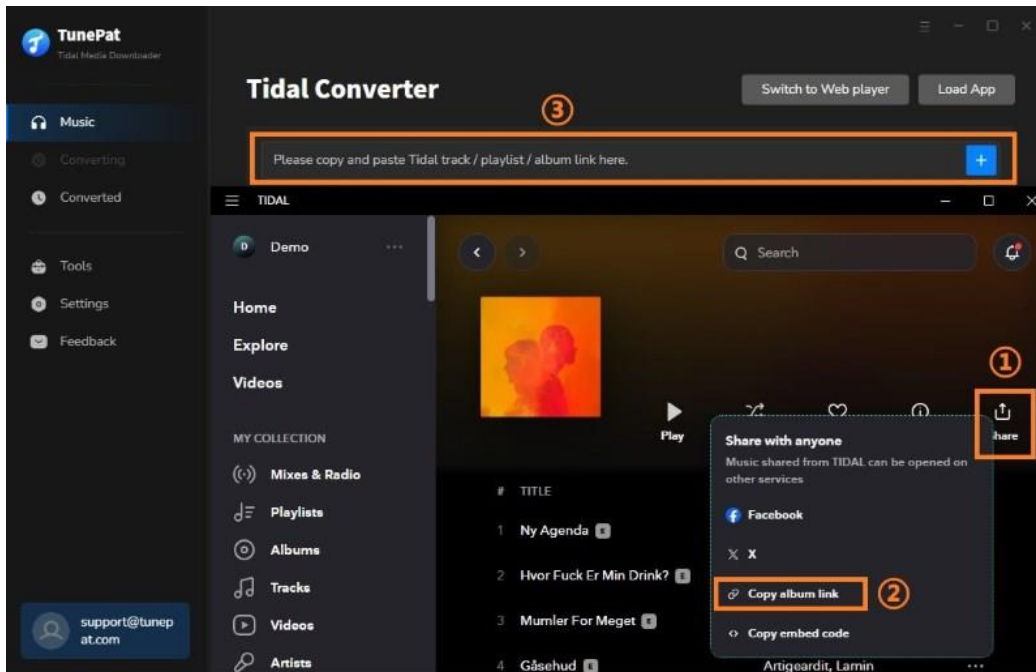 TunePat
Tidal Media Downloader
Music
Converting
Converted
Tools
Settings
Feedback
support@tunep
at.com
Tidal Converter
Switch to Web player
Load App
③
Please copy and paste Tidal track / playlist / album link here.
+
TIDAL
D
Demo
Home
Explore
Videos
MY COLLECTION
Mixes & Radio
Playlists
Albums
Tracks
Videos
Artists
Search
①
Play
hare
Share with anyone
Music shared from TIDAL can be opened on
other services
Facebook
X
Copy album link
②
Copy embed code
# TITLE
1 Ny Agenda E
2 Hvor Fuck Er Min Drink? E
3 Mumler For Meget E
4 Gåsehud E Artigeardit, Lamin